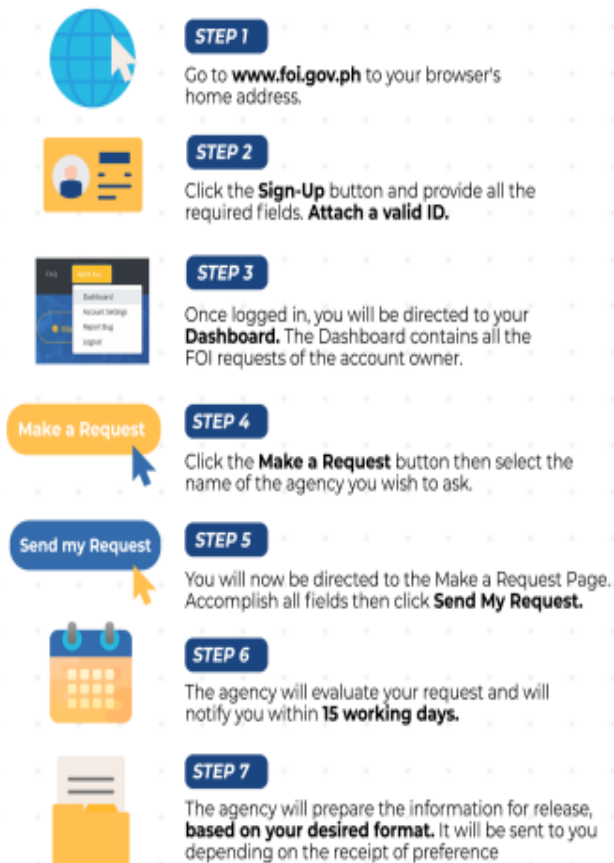 STEP 1
Go to www.foi.gov.ph to your browser's
home address.
STEP 2
Click the Sign-Up button and provide all the
required fields. Attach a valid ID.
FAQ
Dashboard
Account Settings
Report Bug
Logout
STEP 3
Once logged in, you will be directed to your
Dashboard. The Dashboard contains all the
FOI requests of the account owner.
Make a Request
STEP 4
Click the Make a Request button then select the
name of the agency you wish to ask.
Send my Request
STEP 5
You will now be directed to the Make a Request Page.
Accomplish all fields then click Send My Request.
STEP 6
The agency will evaluate your request and will
notify you within 15 working days.
STEP 7
The agency will prepare the information for release,
based on your desired format. It will be sent to you
depending on the receipt of preference